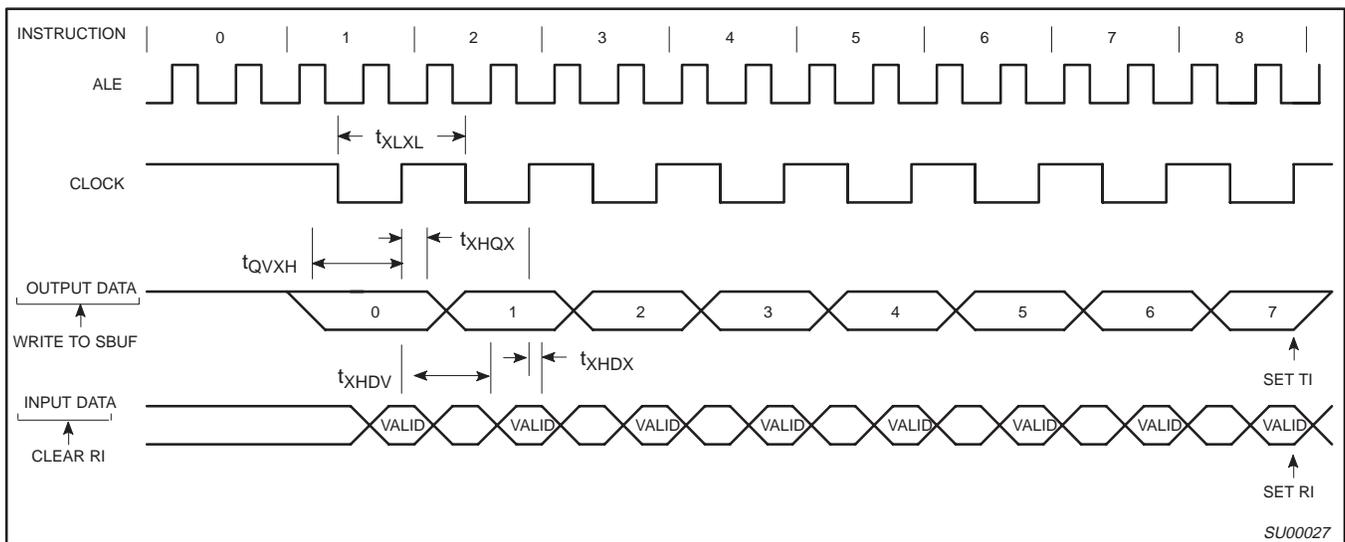 INSTRUCTION 0 1 2 3 4 5 6 7 8
ALE
tXLXL
CLOCK
tXHQX
tQVXH
OUTPUT DATA 0 1 2 3 4 5 6 7
WRITE TO SBUF
tXHDX
tXHDV
SET TI
INPUT DATA VALID VALID VALID VALID VALID VALID VALID VALID
CLEAR RI
SET RI
SU00027